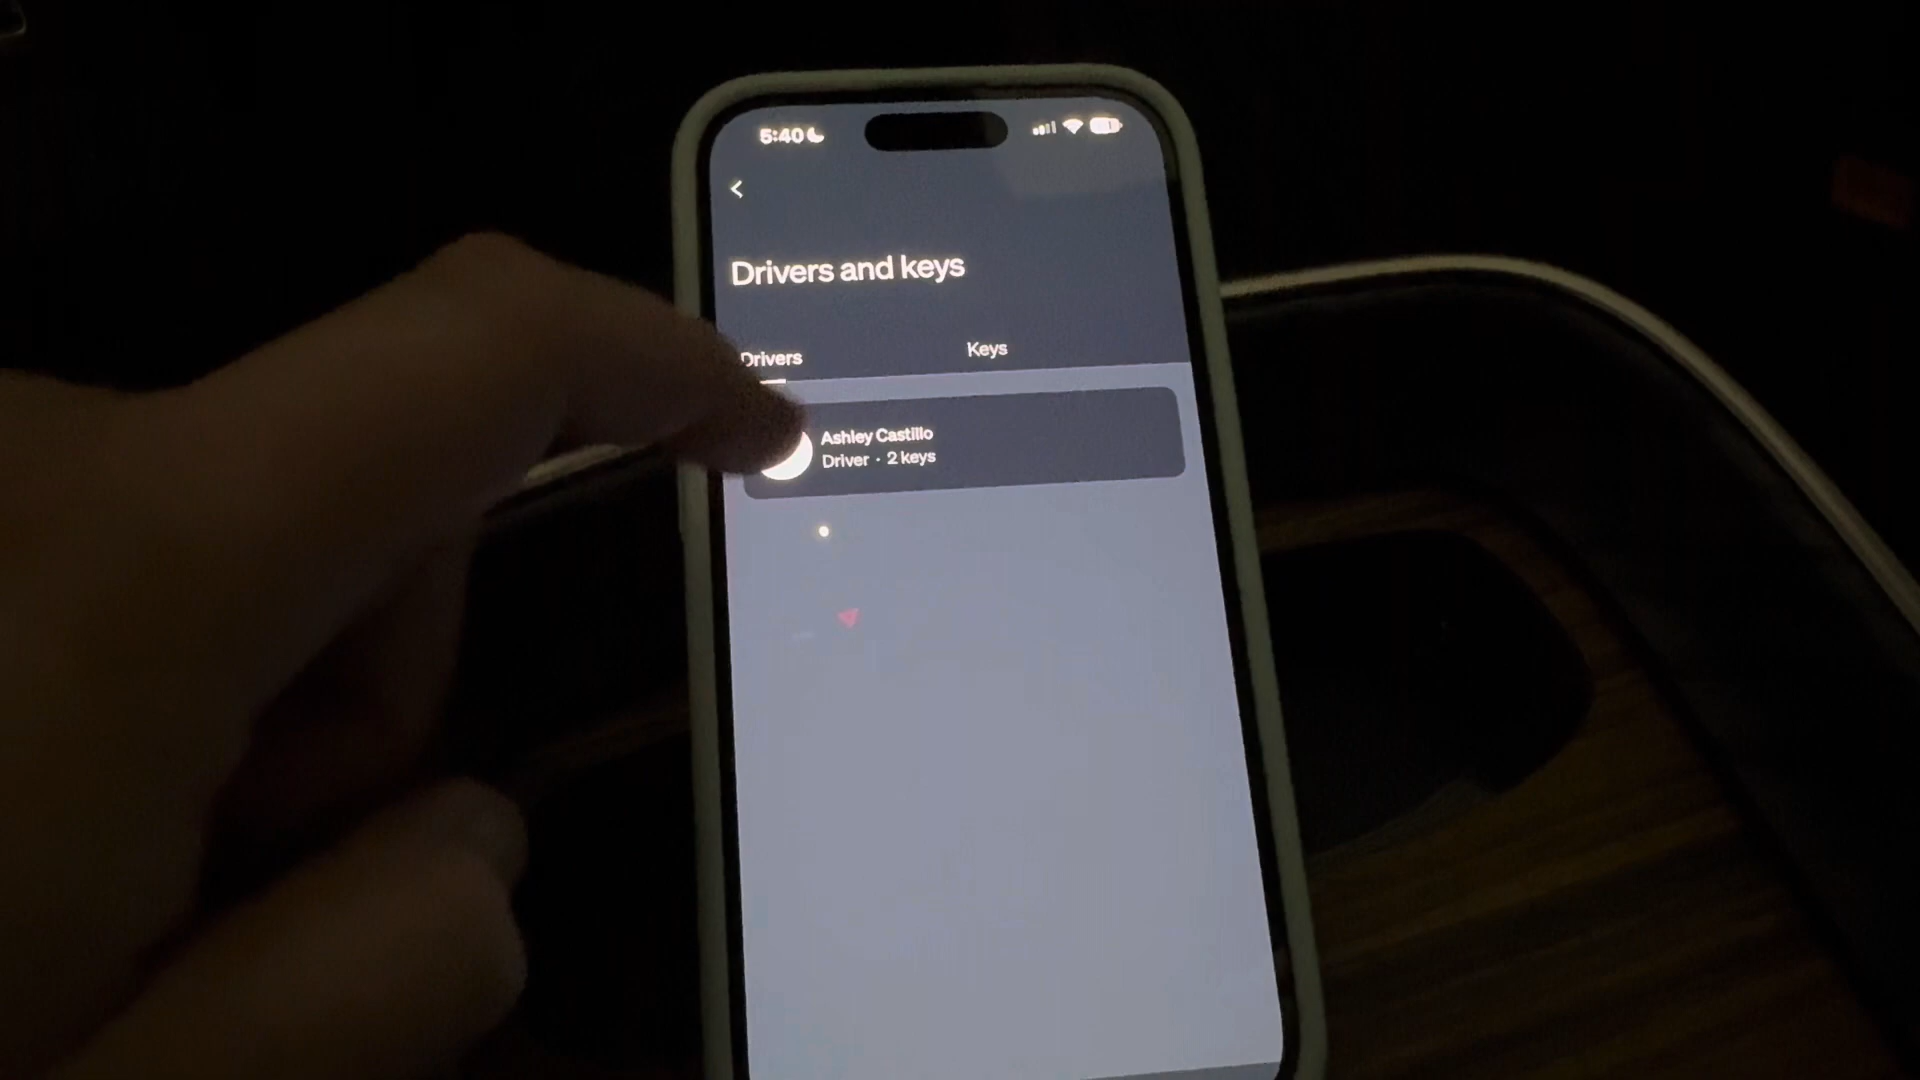 5:40
Drivers and keys
Drivers
Keys
Ashley Castillo
Driver · 2 keys